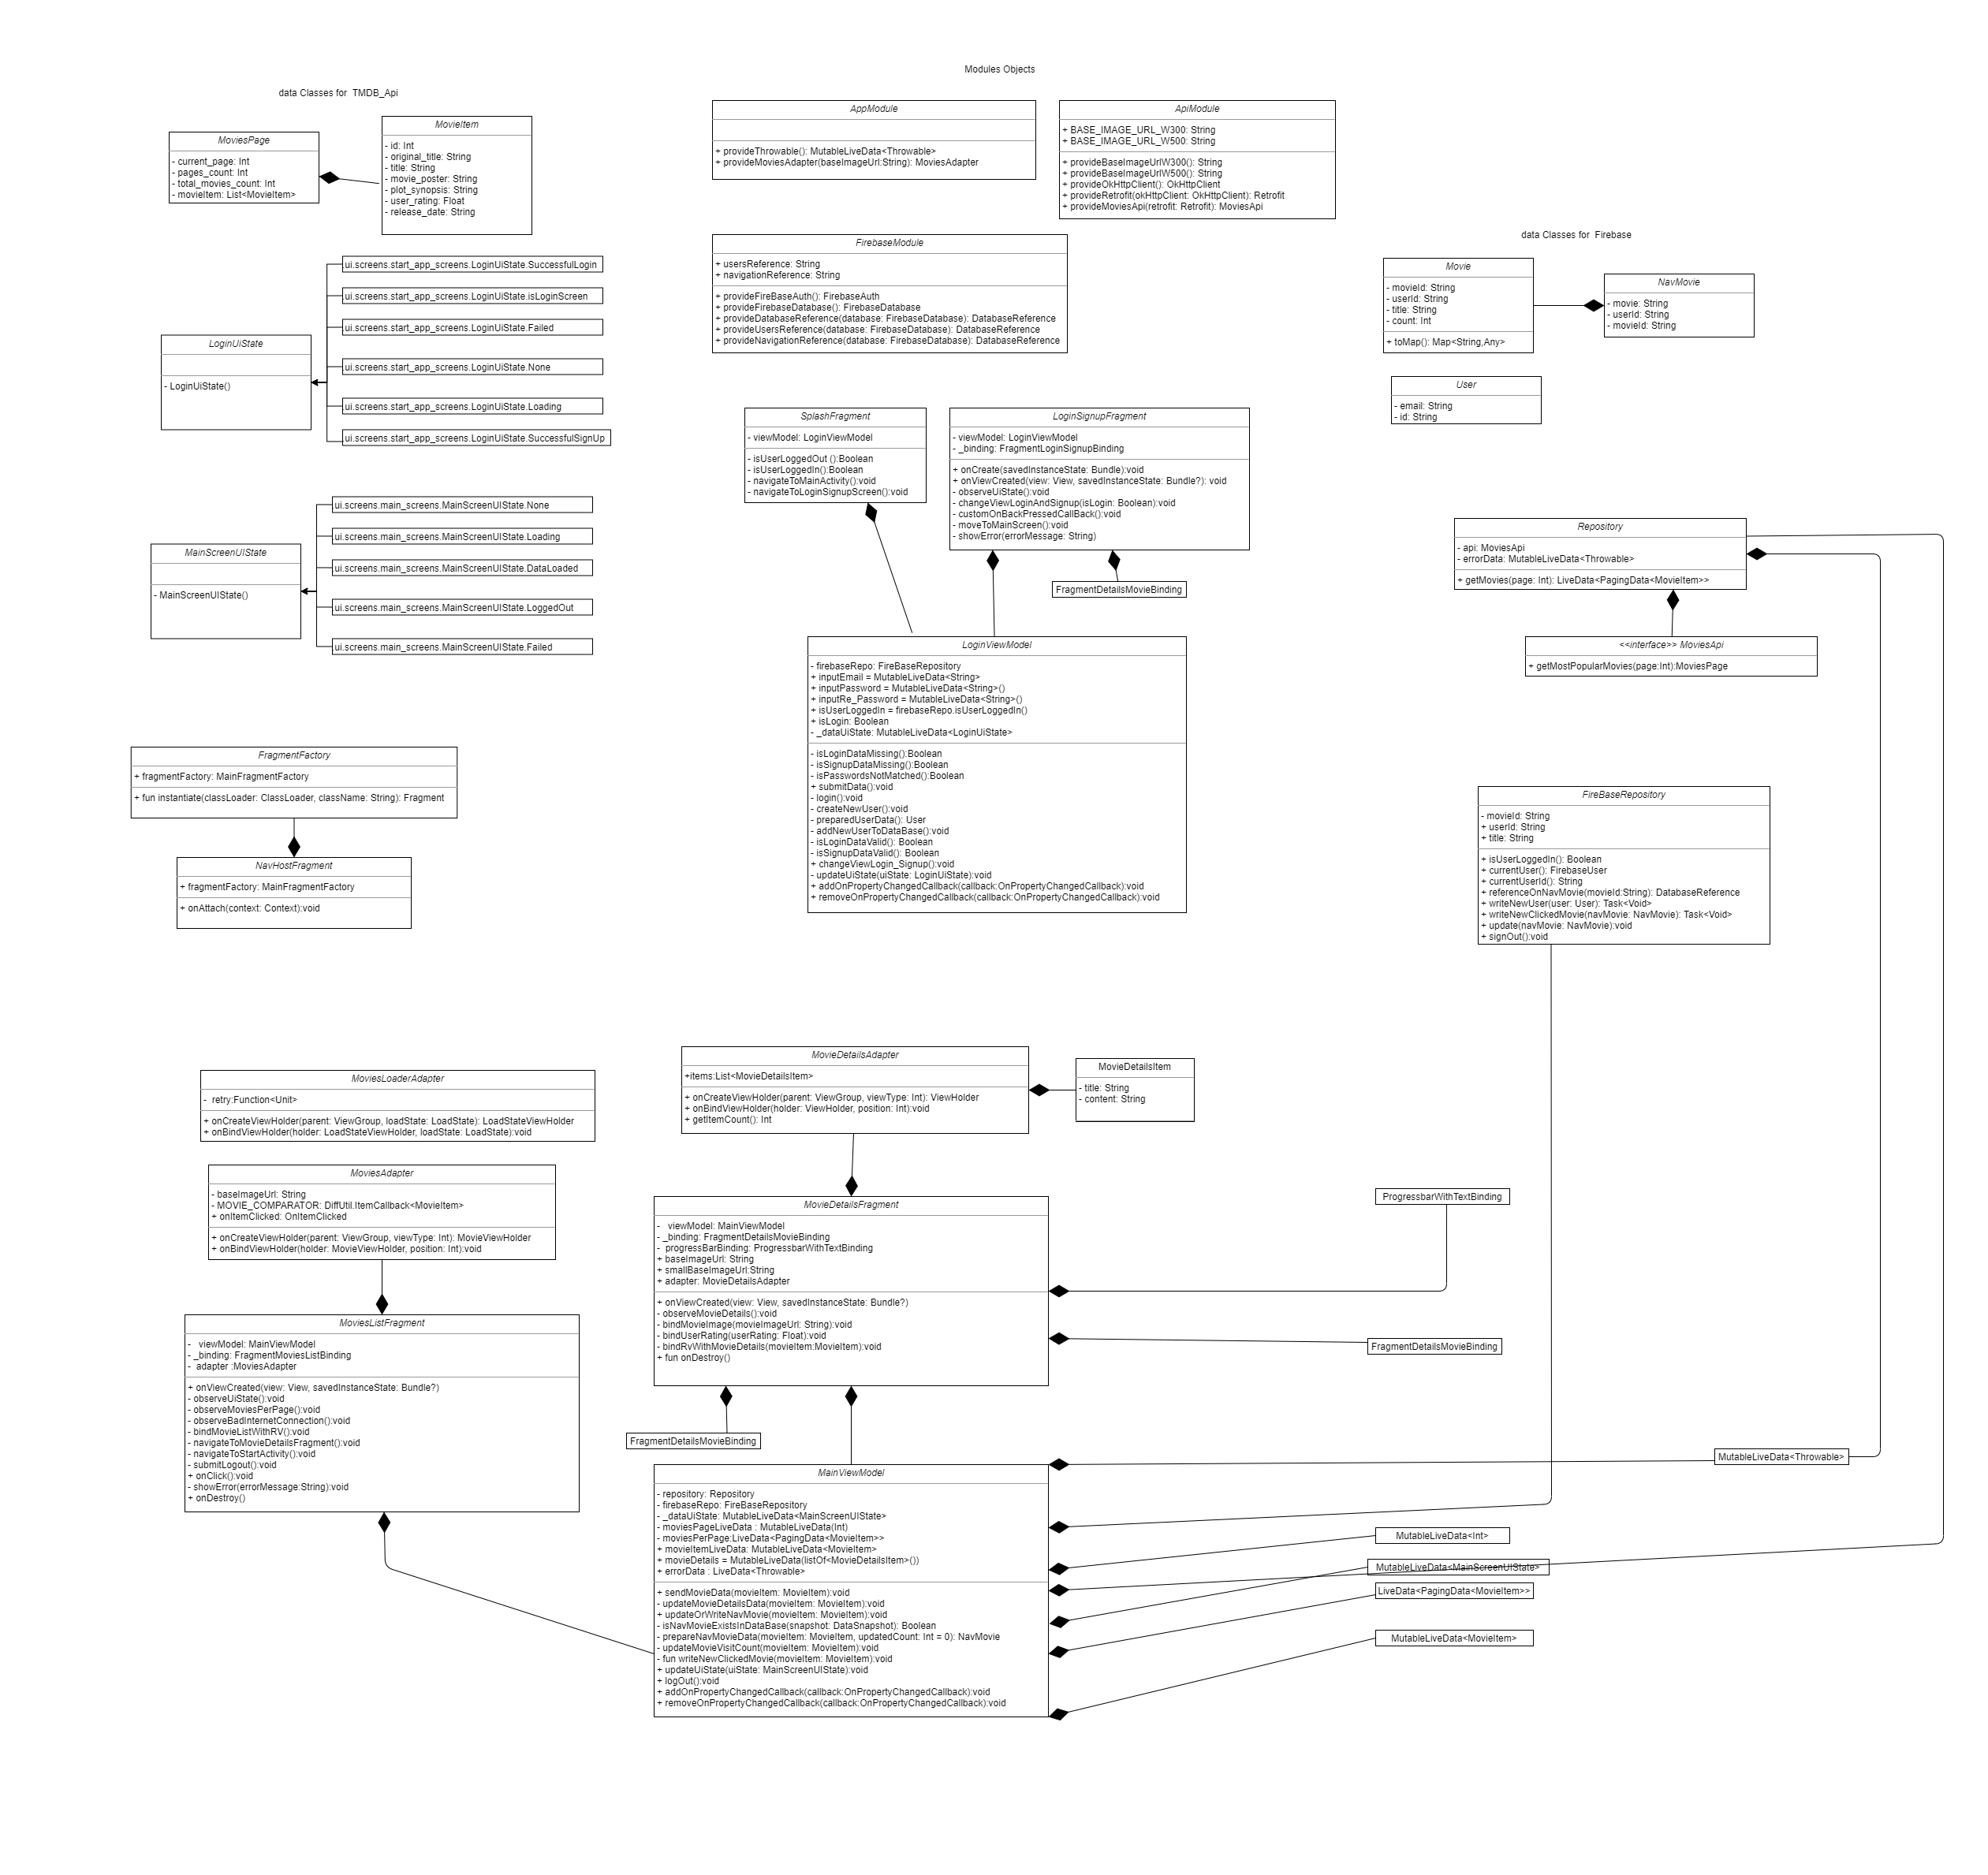 Modules Objects
data Classes for  TMDB_Api
MoviesPage
- current_page: Int
- pages_count: Int
- total_movies_count: Int
- movieItem: List<MovieItem>
MovieItem
- id: Int
- original_title: String
- title: String
- movie_poster: String
- plot_synopsis: String
- user_rating: Float
- release_date: String
AppModule
+ provideThrowable(): MutableLiveData<Throwable>
+ provideMoviesAdapter(baseImageUrl:String): MoviesAdapter
ApiModule
+ BASE_IMAGE_URL_W300: String
+ BASE_IMAGE_URL_W500: String
+ provideBaseImageUrlW300(): String
+ provideBaseImageUrlW500(): String
+ provideOkHttpClient(): OkHttpClient
+ provideRetrofit(okHttpClient: OkHttpClient): Retrofit
+ provideMoviesApi(retrofit: Retrofit): MoviesApi
FirebaseModule
+ usersReference: String
+ navigationReference: String
+ provideFireBaseAuth(): FirebaseAuth
+ provideFirebaseDatabase(): FirebaseDatabase
+ provideDatabaseReference(database: FirebaseDatabase): DatabaseReference
+ provideUsersReference(database: FirebaseDatabase): DatabaseReference
+ provideNavigationReference(database: FirebaseDatabase): DatabaseReference
data Classes for  Firebase
Movie
- movieId: String
- userId: String
- title: String
- count: Int
+ toMap(): Map<String,Any>
NavMovie
- movie: String
- userId: String
- movieId: String
User
- email: String
- id: String
LoginUiState
- LoginUiState()
ui.screens.start_app_screens.LoginUiState.SuccessfulLogin
ui.screens.start_app_screens.LoginUiState.isLoginScreen
ui.screens.start_app_screens.LoginUiState.Failed
ui.screens.start_app_screens.LoginUiState.None
ui.screens.start_app_screens.LoginUiState.Loading
ui.screens.start_app_screens.LoginUiState.SuccessfulSignUp
MainScreenUIState
- MainScreenUIState()
ui.screens.main_screens.MainScreenUIState.None
ui.screens.main_screens.MainScreenUIState.Loading
ui.screens.main_screens.MainScreenUIState.DataLoaded
ui.screens.main_screens.MainScreenUIState.LoggedOut
ui.screens.main_screens.MainScreenUIState.Failed
SplashFragment
- viewModel: LoginViewModel
- isUserLoggedOut ():Boolean
- isUserLoggedIn():Boolean
- navigateToMainActivity():void
- navigateToLoginSignupScreen():void
LoginSignupFragment
- viewModel: LoginViewModel
- _binding: FragmentLoginSignupBinding
+ onCreate(savedInstanceState: Bundle):void
+ onViewCreated(view: View, savedInstanceState: Bundle?): void
- observeUiState():void
- changeViewLoginAndSignup(isLogin: Boolean):void
- customOnBackPressedCallBack():void
- moveToMainScreen():void
- showError(errorMessage: String)
FragmentDetailsMovieBinding
LoginViewModel
- firebaseRepo: FireBaseRepository
+ inputEmail = MutableLiveData<String>
+ inputPassword = MutableLiveData<String>()
+ inputRe_Password = MutableLiveData<String>()
+ isUserLoggedIn = firebaseRepo.isUserLoggedIn()
+ isLogin: Boolean
- _dataUiState: MutableLiveData<LoginUiState>
- isLoginDataMissing():Boolean
- isSignupDataMissing():Boolean
- isPasswordsNotMatched():Boolean
+ submitData():void
- login():void
- createNewUser():void
- preparedUserData(): User
- addNewUserToDataBase():void
- isLoginDataValid(): Boolean
- isSignupDataValid(): Boolean
+ changeViewLogin_Signup():void
- updateUiState(uiState: LoginUiState):void
+ addOnPropertyChangedCallback(callback:OnPropertyChangedCallback):void
+ removeOnPropertyChangedCallback(callback:OnPropertyChangedCallback):void
Repository
- api: MoviesApi
- errorData: MutableLiveData<Throwable>
+ getMovies(page: Int): LiveData<PagingData<MovieItem>>
<<interface>> MoviesApi
+ getMostPopularMovies(page:Int):MoviesPage
FragmentFactory
+ fragmentFactory: MainFragmentFactory
+ fun instantiate(classLoader: ClassLoader, className: String): Fragment
NavHostFragment
+ fragmentFactory: MainFragmentFactory
+ onAttach(context: Context):void
FireBaseRepository
- movieId: String
+ userId: String
+ title: String
+ isUserLoggedIn(): Boolean
+ currentUser(): FirebaseUser
+ currentUserId(): String
+ referenceOnNavMovie(movieId:String): DatabaseReference
+ writeNewUser(user: User): Task<Void>
+ writeNewClickedMovie(navMovie: NavMovie): Task<Void>
+ update(navMovie: NavMovie):void
+ signOut():void
MoviesLoaderAdapter
-  retry:Function<Unit>
+ onCreateViewHolder(parent: ViewGroup, loadState: LoadState): LoadStateViewHolder
+ onBindViewHolder(holder: LoadStateViewHolder, loadState: LoadState):void
MoviesAdapter
- baseImageUrl: String
- MOVIE_COMPARATOR: DiffUtil.ItemCallback<MovieItem>
+ onItemClicked: OnItemClicked
+ onCreateViewHolder(parent: ViewGroup, viewType: Int): MovieViewHolder
+ onBindViewHolder(holder: MovieViewHolder, position: Int):void
MoviesListFragment
-   viewModel: MainViewModel
- _binding: FragmentMoviesListBinding
-  adapter :MoviesAdapter
+ onViewCreated(view: View, savedInstanceState: Bundle?)
- observeUiState():void
- observeMoviesPerPage():void
- observeBadInternetConnection():void
- bindMovieListWithRV():void
- navigateToMovieDetailsFragment():void
- navigateToStartActivity():void
- submitLogout():void
+ onClick():void
- showError(errorMessage:String):void
+ onDestroy()
MovieDetailsAdapter
+items:List<MovieDetailsItem>
+ onCreateViewHolder(parent: ViewGroup, viewType: Int): ViewHolder
+ onBindViewHolder(holder: ViewHolder, position: Int):void
+ getItemCount(): Int
MovieDetailsItem
- title: String
- content: String
MovieDetailsFragment
-   viewModel: MainViewModel
- _binding: FragmentDetailsMovieBinding
-  progressBarBinding: ProgressbarWithTextBinding
+ baseImageUrl: String
+ smallBaseImageUrl:String
+ adapter: MovieDetailsAdapter
+ onViewCreated(view: View, savedInstanceState: Bundle?)
- observeMovieDetails():void
- bindMovieImage(movieImageUrl: String):void
- bindUserRating(userRating: Float):void
- bindRvWithMovieDetails(movieItem:MovieItem):void
+ fun onDestroy()
ProgressbarWithTextBinding
FragmentDetailsMovieBinding
FragmentDetailsMovieBinding
MainViewModel
- repository: Repository
- firebaseRepo: FireBaseRepository
- _dataUiState: MutableLiveData<MainScreenUIState>
- moviesPageLiveData : MutableLiveData(Int)
- moviesPerPage:LiveData<PagingData<MovieItem>>
+ movieItemLiveData: MutableLiveData<MovieItem>
+ movieDetails = MutableLiveData(listOf<MovieDetailsItem>())
+ errorData : LiveData<Throwable>
+ sendMovieData(movieItem: MovieItem):void
- updateMovieDetailsData(movieItem: MovieItem):void
+ updateOrWriteNavMovie(movieItem: MovieItem):void
- isNavMovieExistsInDataBase(snapshot: DataSnapshot): Boolean
- prepareNavMovieData(movieItem: MovieItem, updatedCount: Int = 0): NavMovie
- updateMovieVisitCount(movieItem: MovieItem):void
- fun writeNewClickedMovie(movieItem: MovieItem):void
+ updateUiState(uiState: MainScreenUIState):void
+ logOut():void
+ addOnPropertyChangedCallback(callback:OnPropertyChangedCallback):void
+ removeOnPropertyChangedCallback(callback:OnPropertyChangedCallback):void
MutableLiveData<Throwable>
MutableLiveData<Int>
MutableLiveData<MainScreenUIState>
LiveData<PagingData<MovieItem>>
MutableLiveData<MovieItem>